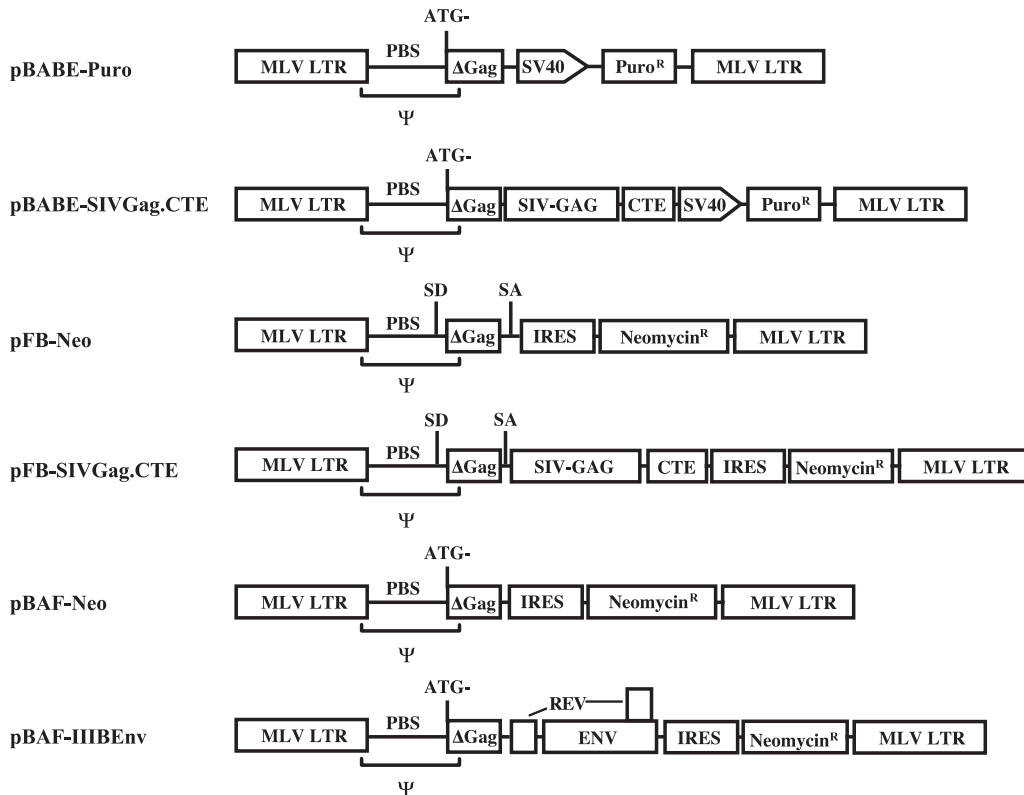 ATG-
pBABE-Puro MLV LTR PBS ΔGag SV40 Puro^R MLV LTR
Ψ
ATG-
pBABE-SIVGag.CTE MLV LTR PBS ΔGag SIV-GAG CTE SV40 Puro^R MLV LTR
Ψ
SD SA
pFB-Neo MLV LTR PBS ΔGag IRES Neomycin^R MLV LTR
Ψ
SD SA
pFB-SIVGag.CTE MLV LTR PBS ΔGag SIV-GAG CTE IRES Neomycin^R MLV LTR
Ψ
ATG-
pBAF-Neo MLV LTR PBS ΔGag IRES Neomycin^R MLV LTR
Ψ
ATG-
REV
pBAF-IIIBEnv MLV LTR PBS ΔGag ENV IRES Neomycin^R MLV LTR
Ψ